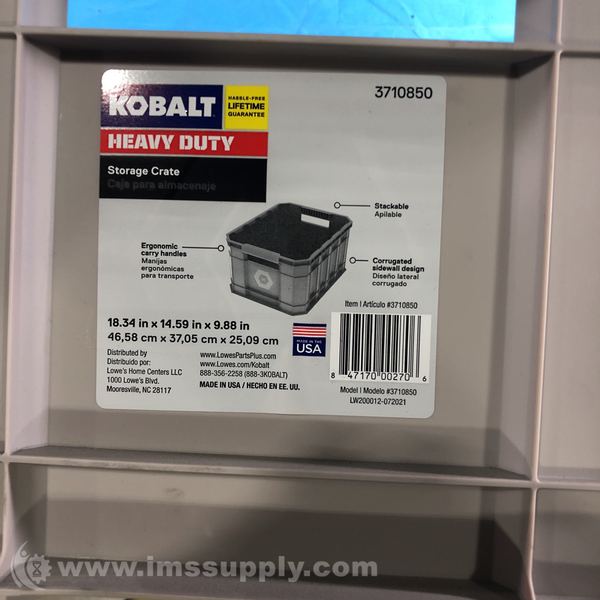 KOBALT
HASSLE-FREE
LIFETIME
GUARANTEE
3710850
HEAVY DUTY
Storage Crate
Caja para almacenaje
Stackable
Apilable
Ergonomic
carry handles
Manijas
ergonómicas
para transporte
Corrugated
sidewall design
Diseño lateral
corrugado
Item | Artículo #3710850
18.34 in x 14.59 in x 9.88 in
46,58 cm x 37,05 cm x 25,09 cm
MADE IN THE
USA
Distributed by
Distribuido por:
Lowe's Home Centers LLC
1000 Lowe's Blvd.
Mooresville, NC 28117
www.LowesPartsPlus.com
www.Lowes.com/Kobalt
888-356-2258 (888-3KOBALT)
MADE IN USA / HECHO EN EE. UU.
8 47170 00270 6
Model | Modelo #3710850
LW200012-072021
www.imssupply.com